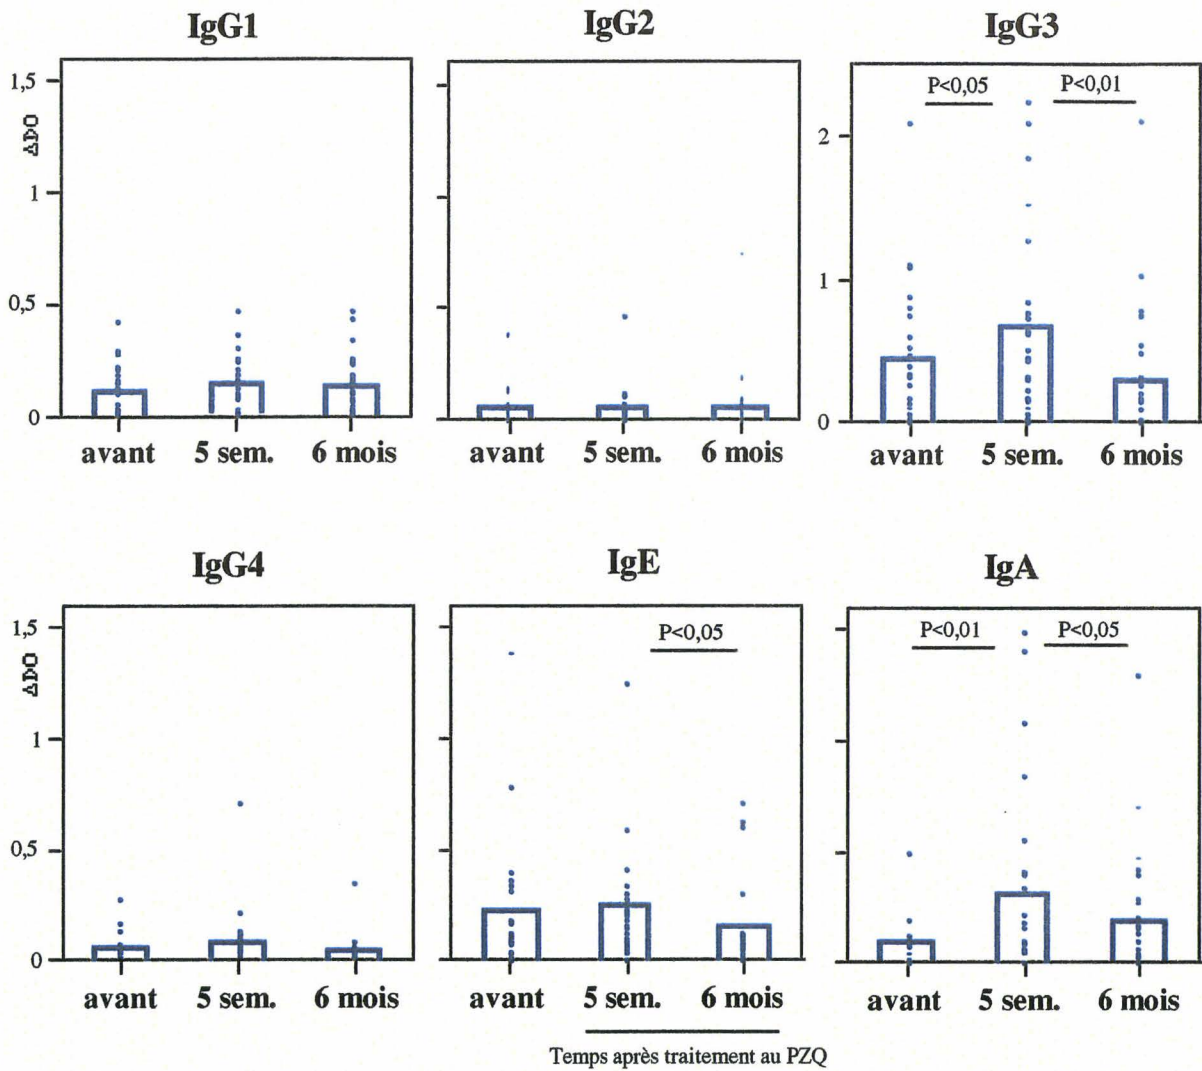 IgG1
IgG2
IgG3
1,5
1
0,5
0
ΔDO
2
1
0
P<0,05
P<0,01
avant
5 sem.
6 mois
avant
5 sem.
6 mois
avant
5 sem.
6 mois
IgG4
IgE
IgA
1,5
1
0,5
0
ΔDO
P<0,05
P<0,01
P<0,05
avant
5 sem.
6 mois
avant
5 sem.
6 mois
avant
5 sem.
6 mois
Temps après traitement au PZQ